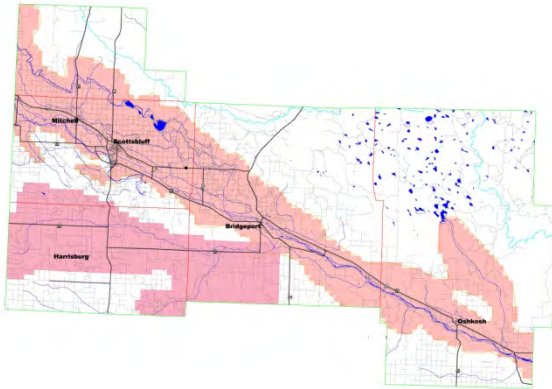 Mitchell
Scottsbluff
Bridgeport
Harrisburg
Oshkosh